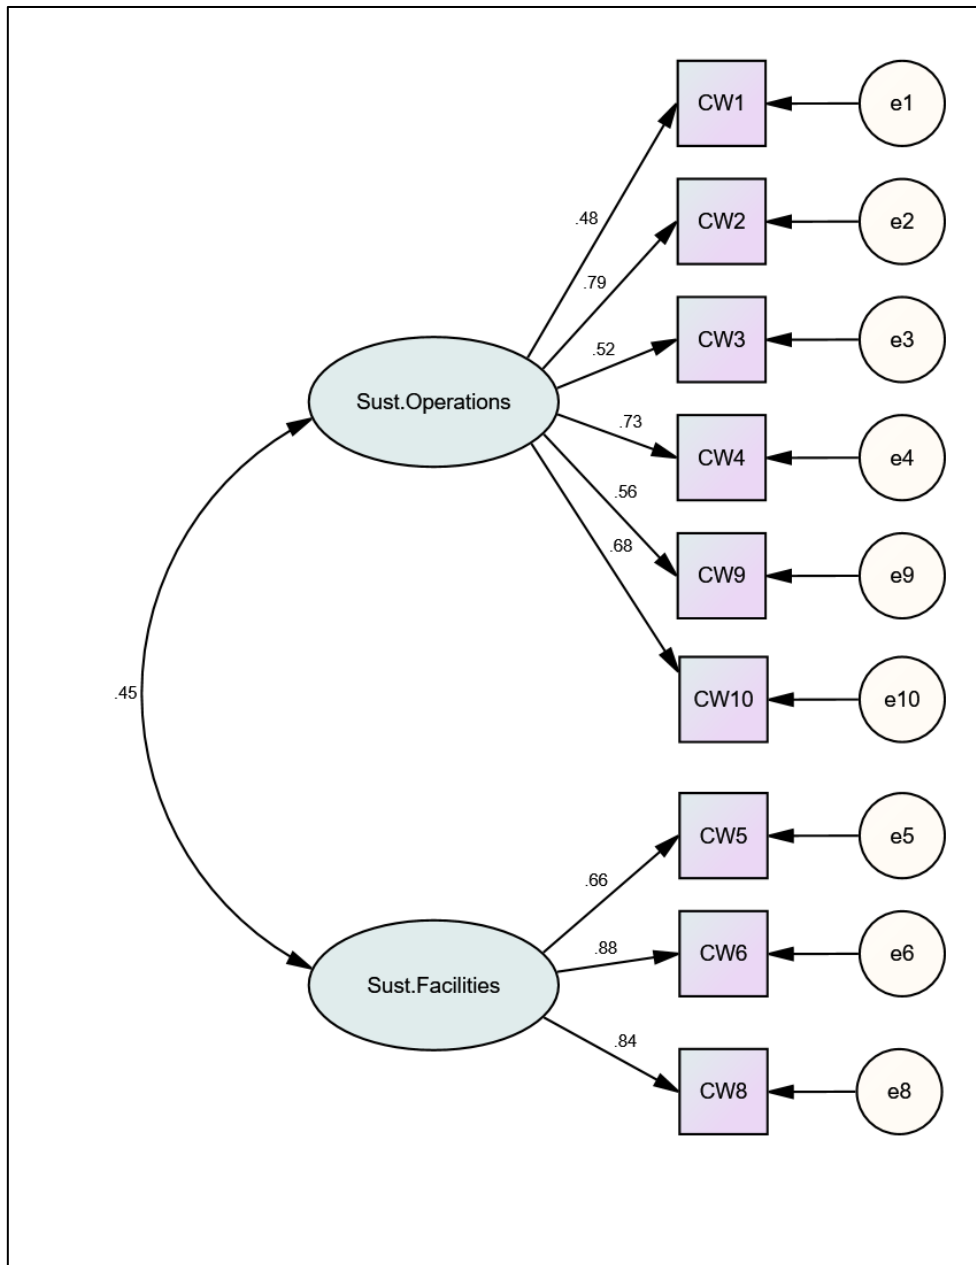 CW1
e1
.48
CW2
e2
.79
CW3
e3
.52
Sust.Operations
.73
CW4
e4
.56
.68
CW9
e9
.45
CW10
e10
CW5
e5
.66
.88
CW6
e6
Sust.Facilities
.84
CW8
e8